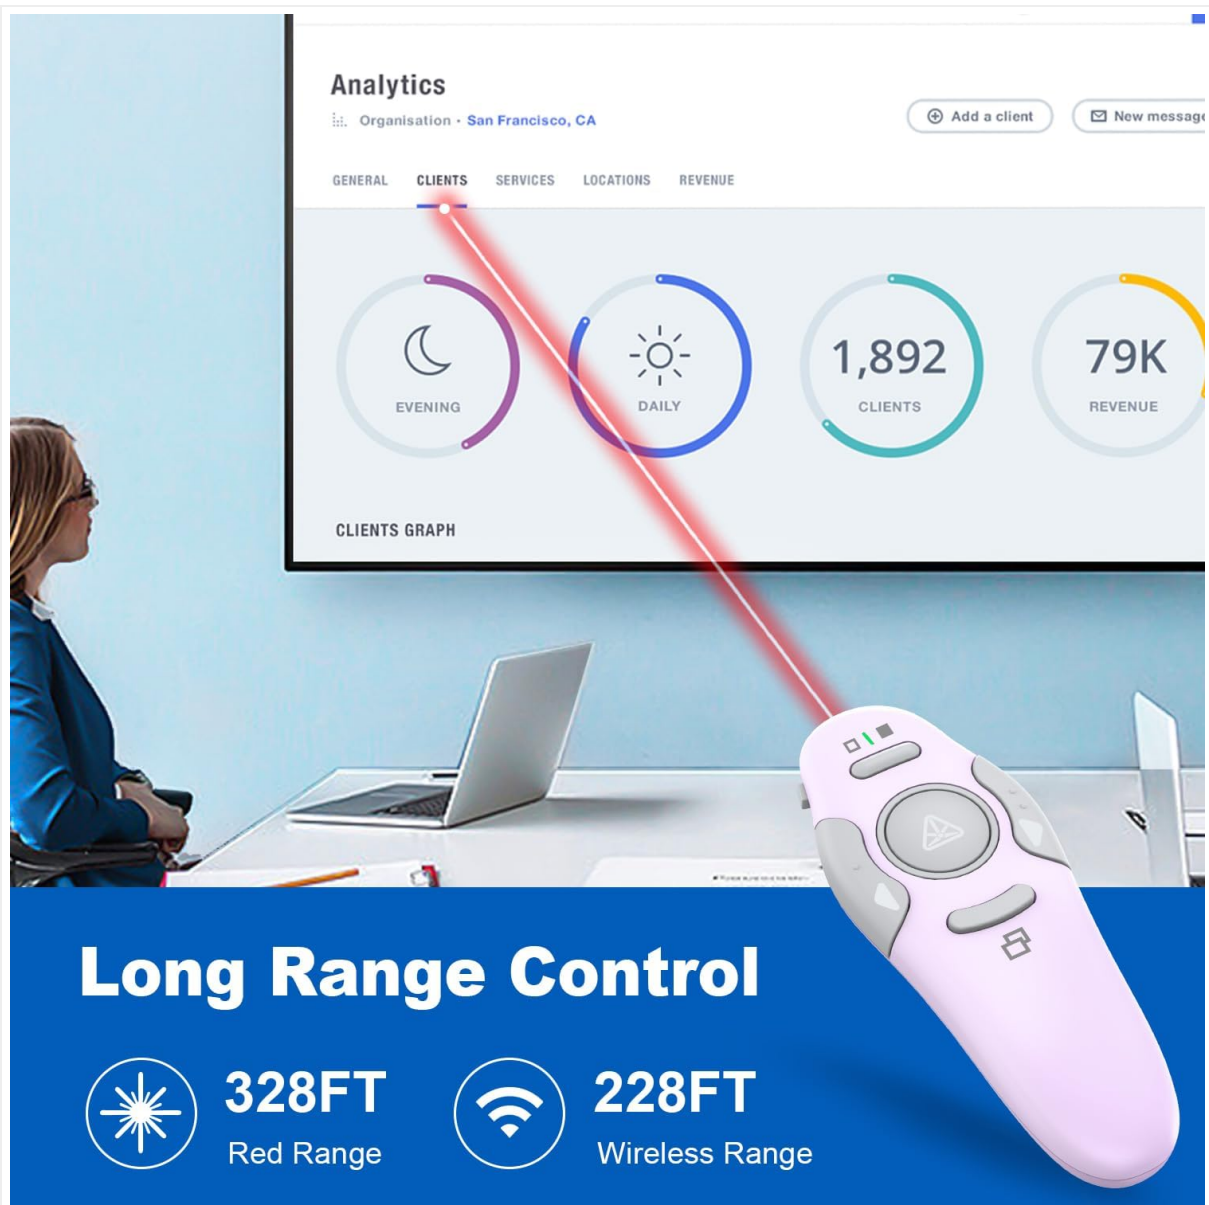 Analytics
Organisation · San Francisco, CA
Add a client
New message
GENERAL CLIENTS SERVICES LOCATIONS REVENUE
EVENING
DAILY
1,892
CLIENTS
79K
REVENUE
CLIENTS GRAPH
Long Range Control
328FT
Red Range
228FT
Wireless Range